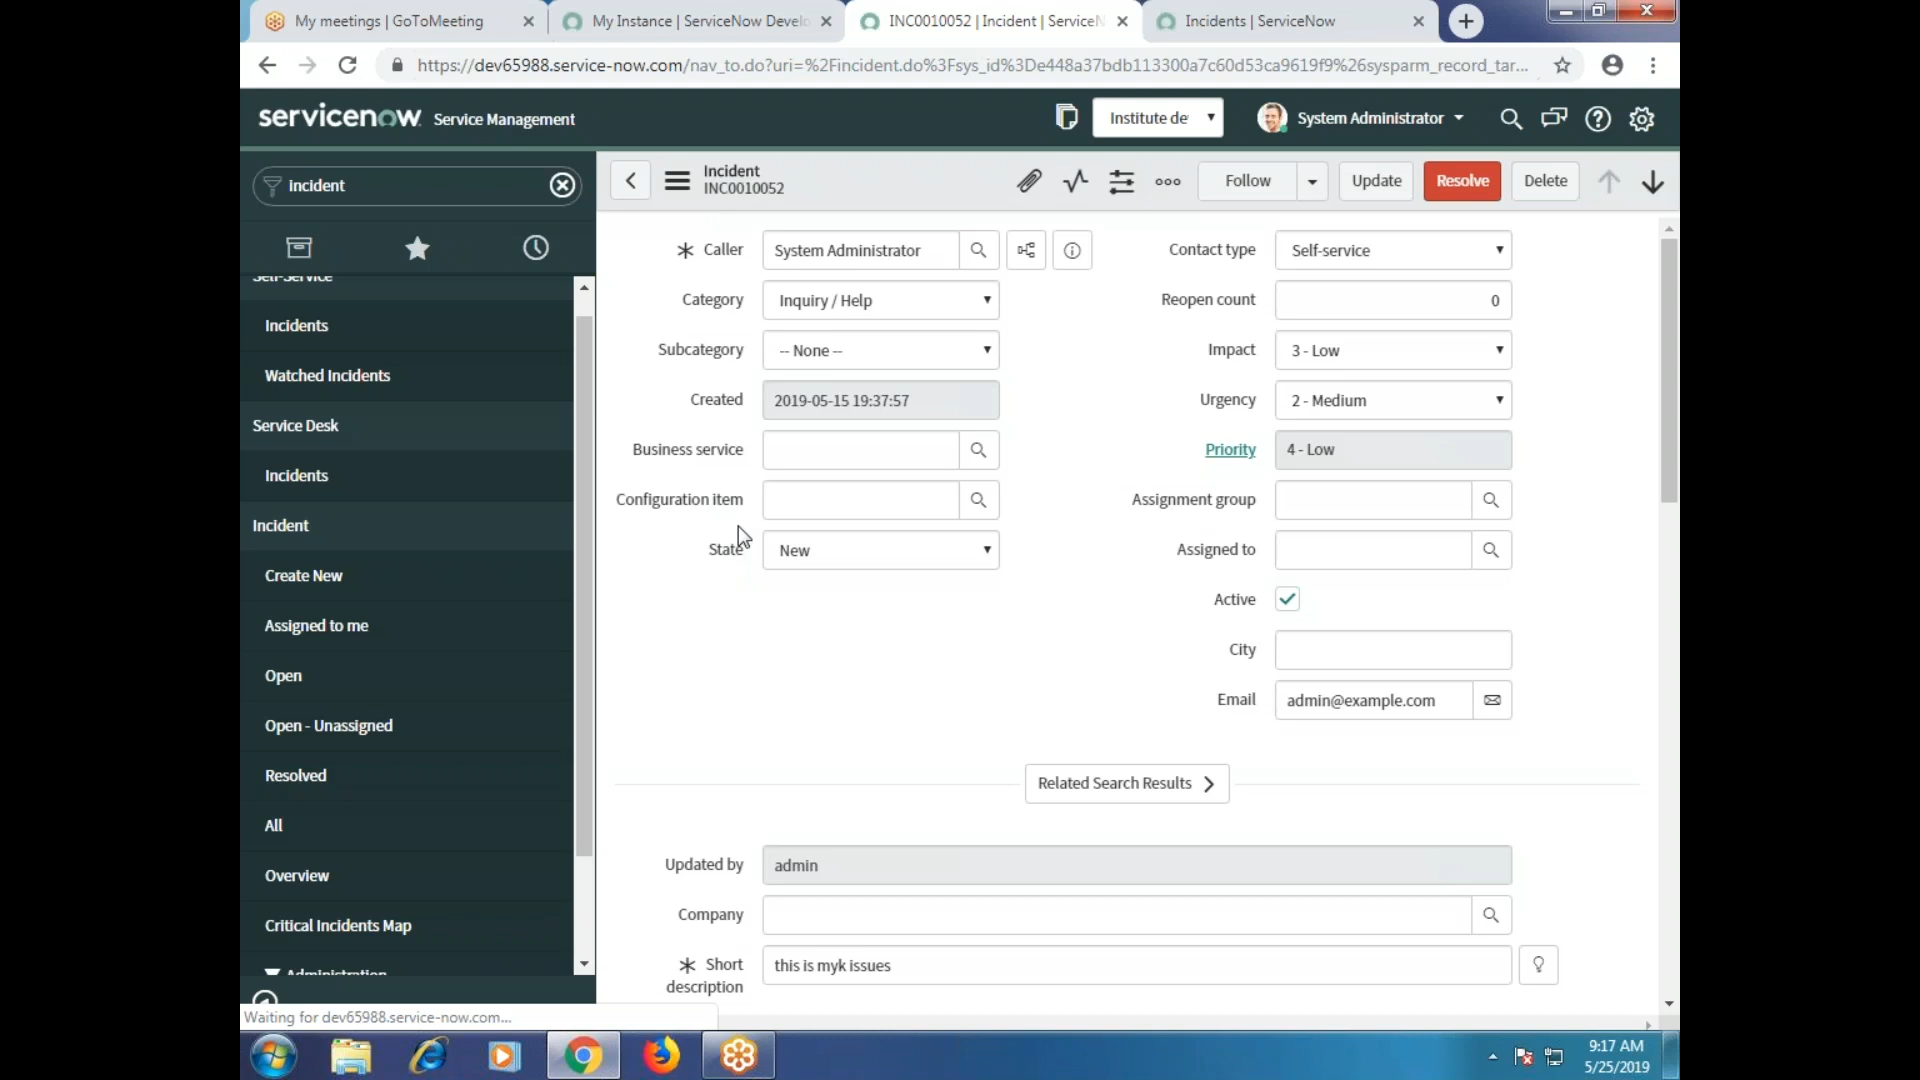 My meetings | GoToMeeting
My Instance | ServiceNow Develo
INC0010052 | Incident | ServiceN
Incidents | ServiceNow
https://dev65988.service-now.com/nav_to.do?uri=%2Fincident.do%3Fsys_id%3De448a37bdb113300a7c60d53ca9619f9%26sysparm_record_tar...
servicenow Service Management
Institute de
System Administrator
incident
Incident
INC0010052
Follow
Update
Resolve
Delete
Self-Service
Incidents
Watched Incidents
Service Desk
Incidents
Incident
Create New
Assigned to me
Open
Open - Unassigned
Resolved
All
Overview
Critical Incidents Map
Administration
Caller System Administrator
Category Inquiry / Help
Subcategory -- None --
Created 2019-05-15 19:37:57
Business service
Configuration item
State New
Contact type Self-service
Reopen count 0
Impact 3 - Low
Urgency 2 - Medium
Priority 4 - Low
Assignment group
Assigned to
Active
City
Email admin@example.com
Related Search Results
Updated by admin
Company
Short description this is myk issues
Waiting for dev65988.service-now.com...
9:17 AM
5/25/2019